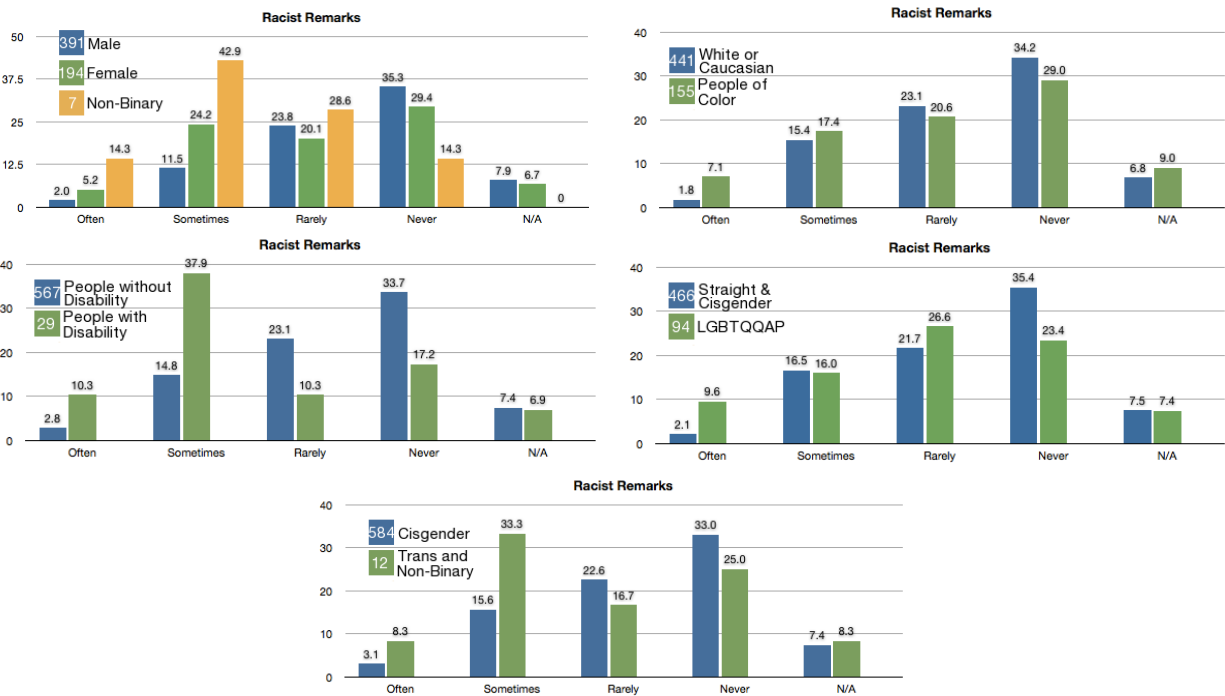 Racist Remarks
50
37.5
25
12.5
0
391 Male
194 Female
7 Non-Binary
2.0 5.2 14.3
11.5 24.2 42.9
23.8 20.1 28.6
35.3 29.4 14.3
7.9 6.7 0
Often Sometimes Rarely Never N/A
Racist Remarks
40
30
20
10
0
441 White or
Caucasian
155 People of
Color
1.8 7.1
15.4 17.4
23.1 20.6
34.2 29.0
6.8 9.0
Often Sometimes Rarely Never N/A
Racist Remarks
40
30
20
10
0
567 People without
Disability
29 People with
Disability
2.8 10.3
14.8 37.9
23.1 10.3
33.7 17.2
7.4 6.9
Often Sometimes Rarely Never N/A
Racist Remarks
40
30
20
10
0
466 Straight &
Cisgender
94 LGBTQQAP
2.1 9.6
16.5 16.0
21.7 26.6
35.4 23.4
7.5 7.4
Often Sometimes Rarely Never N/A
Racist Remarks
40
30
20
10
0
584 Cisgender
12 Trans and
Non-Binary
3.1 8.3
15.6 33.3
22.6 16.7
33.0 25.0
7.4 8.3
Often Sometimes Rarely Never N/A